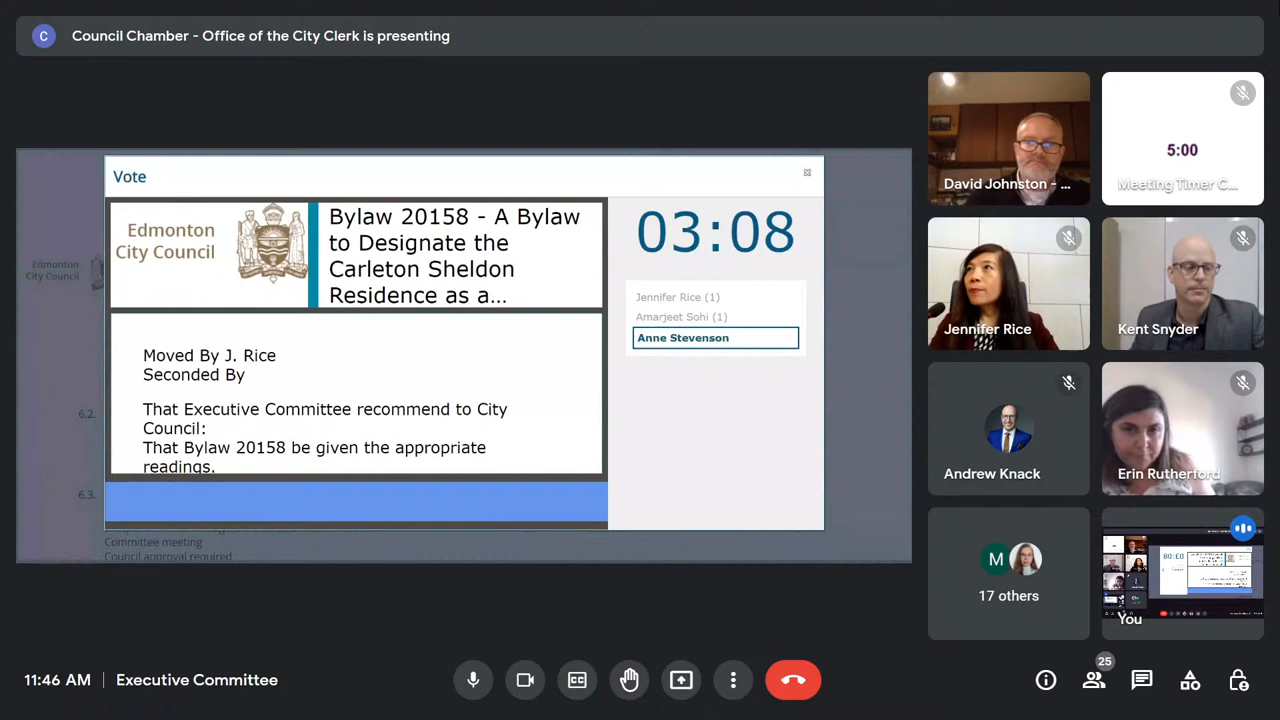 C
Council Chamber - Office of the City Clerk is presenting
Vote
Edmonton
City Council
Bylaw 20158 - A Bylaw
to Designate the
Carleton Sheldon
Residence as a...
Moved By J. Rice
Seconded By
That Executive Committee recommend to City
Council:
That Bylaw 20158 be given the appropriate
readings.
03:08
Jennifer Rice (1)
Amarjeet Sohi (1)
Anne Stevenson
Edmonton
City Council
6.2.
6.3.
Committee meeting
Council approval required.
David Johnston - ...
5:00
Meeting Timer C...
Jennifer Rice
Kent Snyder
Andrew Knack
Erin Rutherford
M
17 others
You
11:46 AM
Executive Committee
CC
25